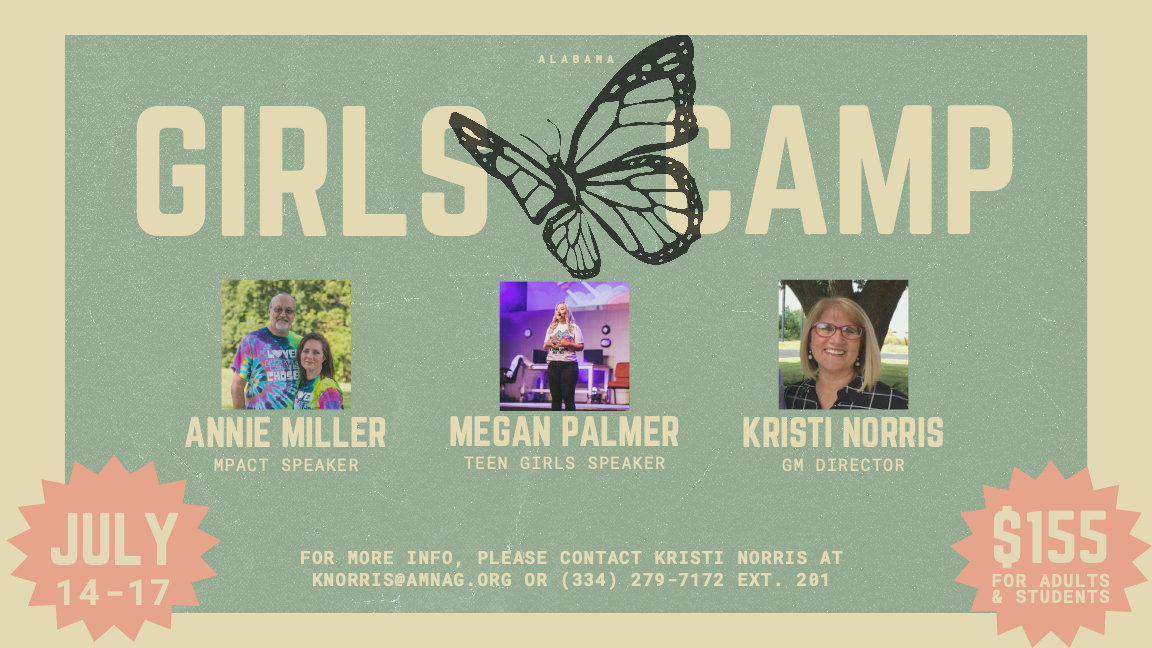 ALABAMA
GIRLS CAMP
ANNIE MILLER
MPACT SPEAKER
MEGAN PALMER
TEEN GIRLS SPEAKER
KRISTI NORRIS
GM DIRECTOR
JULY
14-17
FOR MORE INFO, PLEASE CONTACT KRISTI NORRIS AT
KNORRIS@AMNAG.ORG OR (334) 279-7172 EXT. 201
$155
FOR ADULTS
& STUDENTS